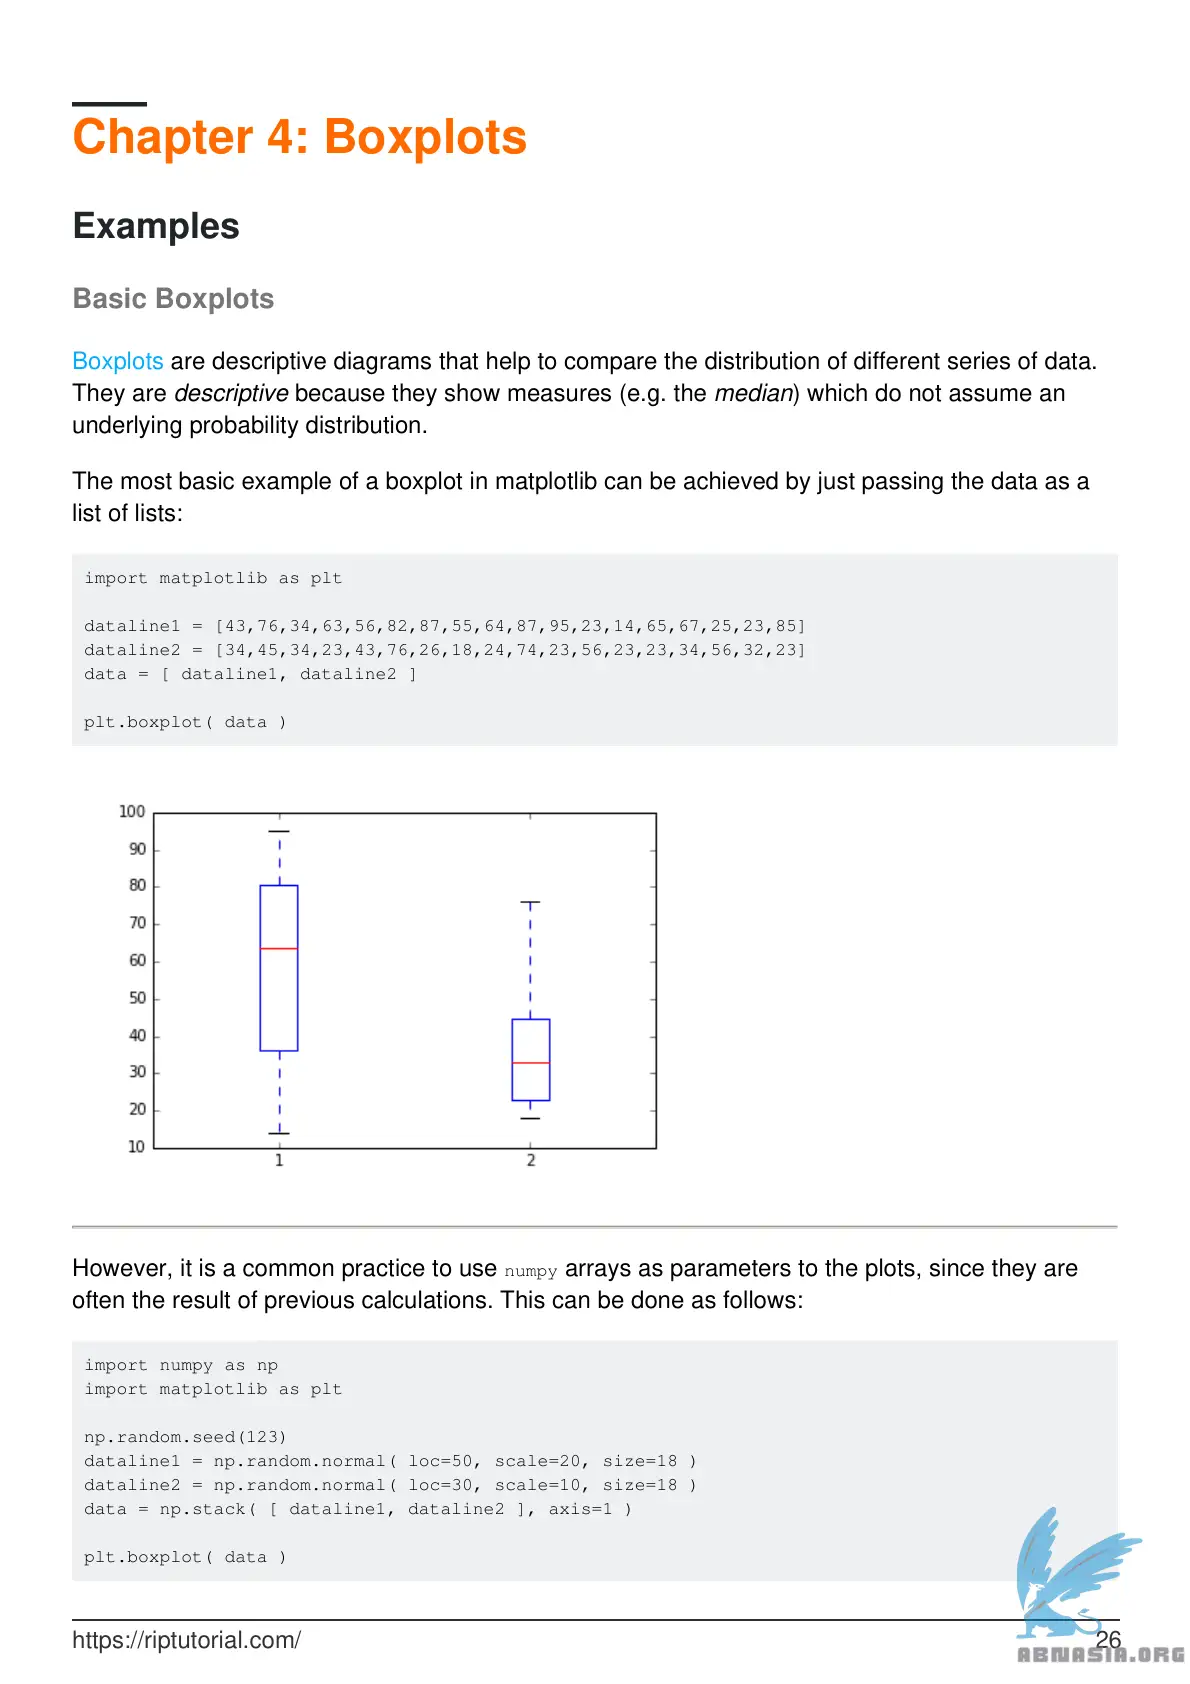 Chapter 4: Boxplots
Examples
Basic Boxplots
Boxplots are descriptive diagrams that help to compare the distribution of different series of data.
They are descriptive because they show measures (e.g. the median) which do not assume an
underlying probability distribution.
The most basic example of a boxplot in matplotlib can be achieved by just passing the data as a
list of lists:
import matplotlib as plt
dataline1 = [43,76,34,63,56,82,87,55,64,87,95,23,14,65,67,25,23,85]
dataline2 = [34,45,34,23,43,76,26,18,24,74,23,56,23,23,34,56,32,23]
data = [ dataline1, dataline2 ]
plt.boxplot( data )
100
90
80
70
60
50
40
30
20
10
1 2
However, it is a common practice to use numpy arrays as parameters to the plots, since they are
often the result of previous calculations. This can be done as follows:
import numpy as np
import matplotlib as plt
np.random.seed(123)
dataline1 = np.random.normal( loc=50, scale=20, size=18 )
dataline2 = np.random.normal( loc=30, scale=10, size=18 )
data = np.stack( [ dataline1, dataline2 ], axis=1 )
plt.boxplot( data )
https://riptutorial.com/ 26
ABNASIA.ORG